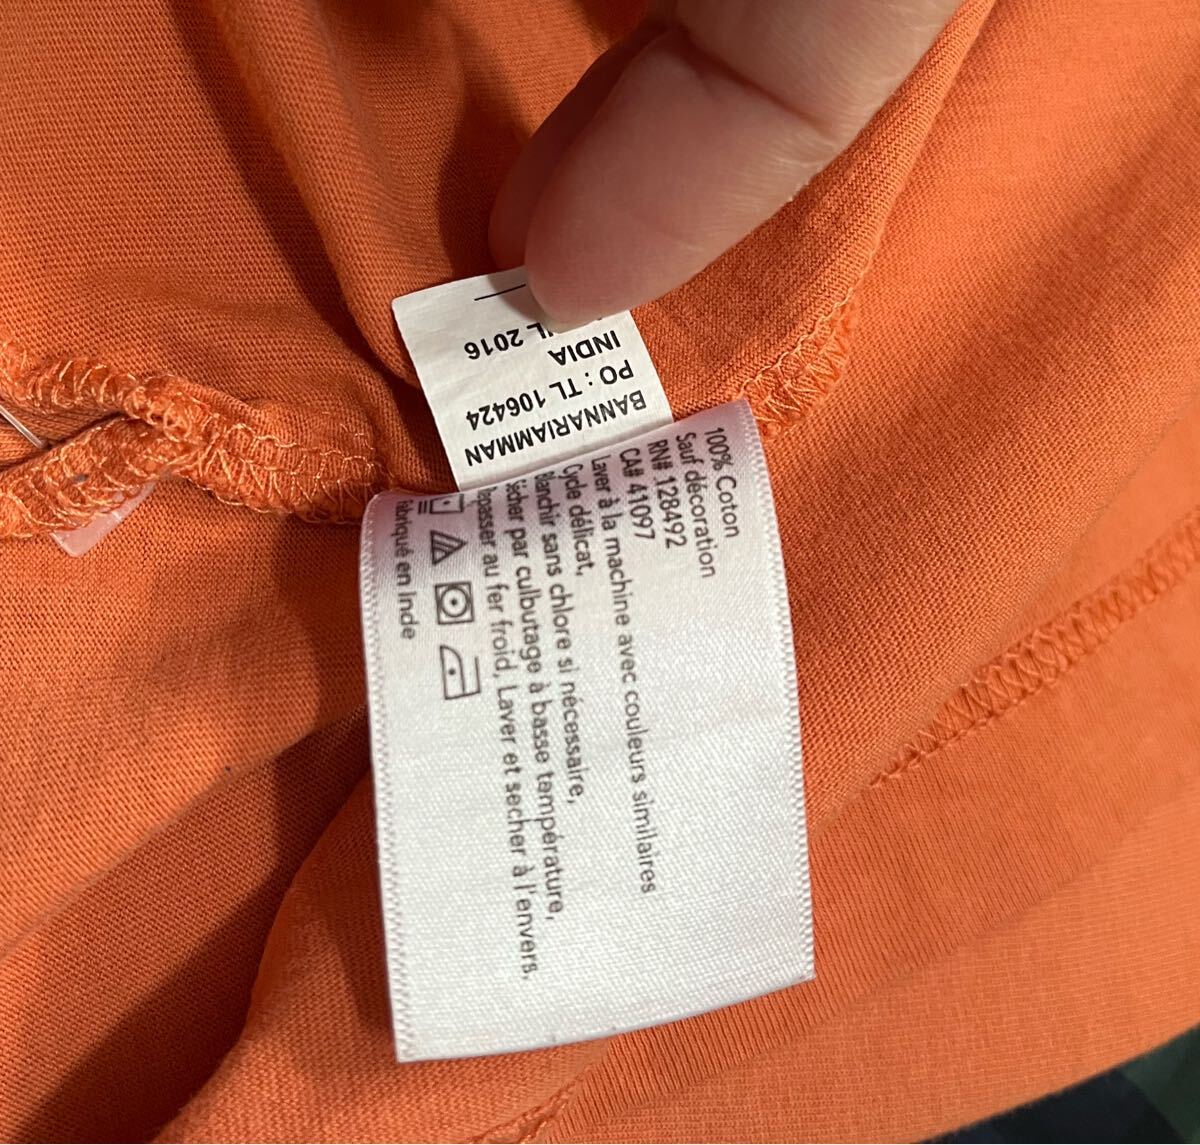 BANNARIAMMAN
PO : TL 106424
INDIA
2016
100% Coton
Sauf décoration
RN# 128492
CA# 41097
Laver à la machine avec couleurs similaires
Cycle délicat,
Blanchir sans chlore si nécessaire,
Sécher par culbutage à basse température,
Repasser au fer froid, Laver et secher à l'envers.
Fabriqué en Inde